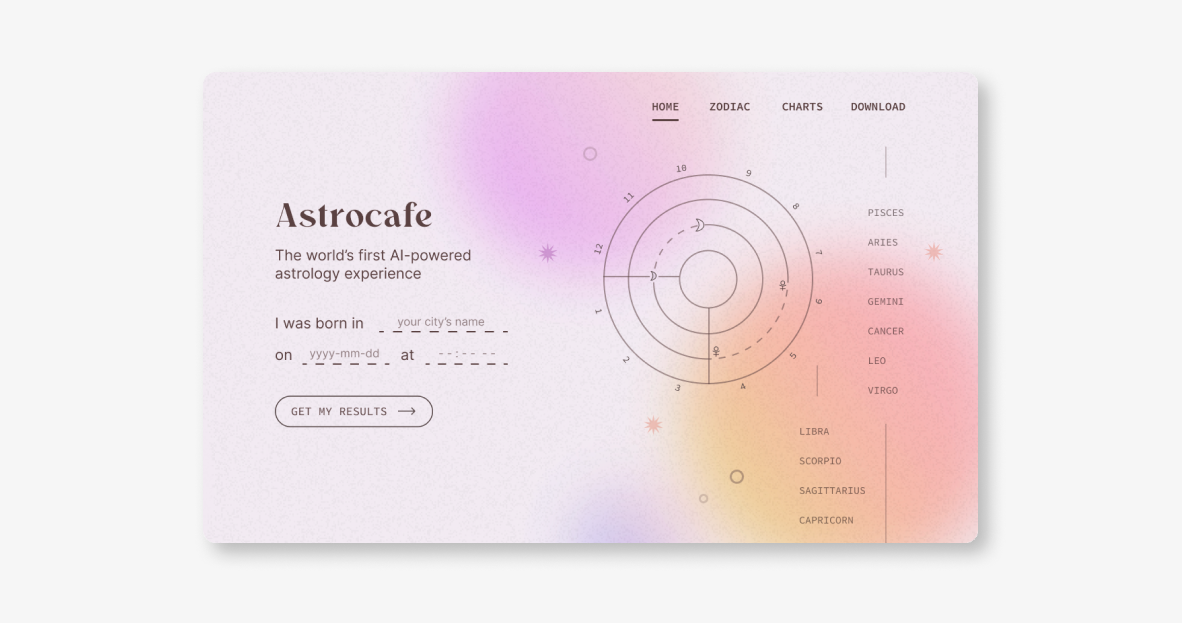 HOME ZODIAC CHARTS DOWNLOAD
Astrocafe
The world's first AI-powered
astrology experience
I was born in your city's name
on yyyy-mm-dd at --:-- --
GET MY RESULTS
10
9
11
8
12
7
1
6
2
5
3
4
PISCES
ARIES
TAURUS
GEMINI
CANCER
LEO
VIRGO
LIBRA
SCORPIO
SAGITTARIUS
CAPRICORN